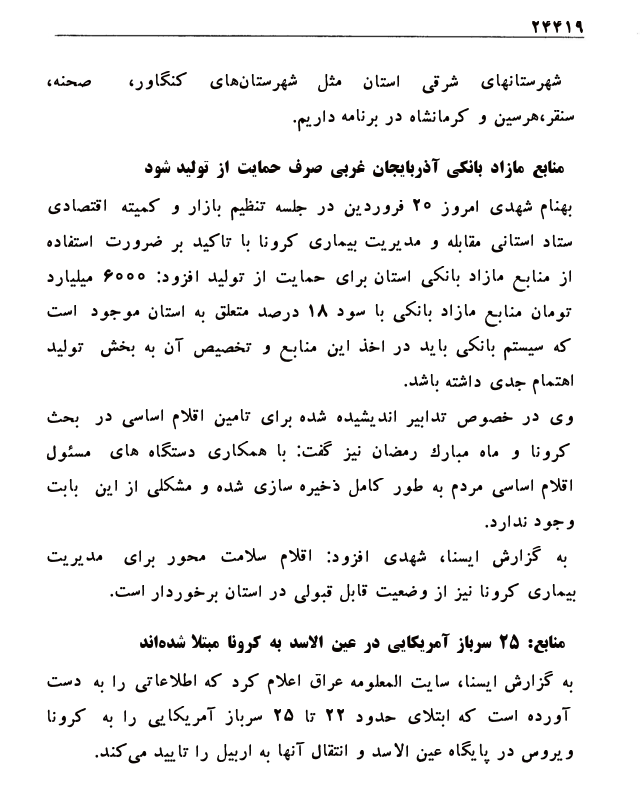 ۲۴۴۱۹
شهرستانهای شرقی استان مثل شهرستان‌های کنگاور، صحنه،
سنقر،هرسین و کرمانشاه در برنامه داریم.
منابع مازاد بانکی آذربایجان غربی صرف حمایت از تولید شود
بهنام شهدی امروز ۲۰ فروردین در جلسه تنظیم بازار و کمیته اقتصادی
ستاد استانی مقابله و مدیریت بیماری کرونا با تاکید بر ضرورت استفاده
از منابع مازاد بانکی استان برای حمایت از تولید افزود: ۶۰۰۰ میلیارد
تومان منابع مازاد بانکی با سود ۱۸ درصد متعلق به استان موجود است
که سیستم بانکی باید در اخذ این منابع و تخصیص آن به بخش تولید
اهتمام جدی داشته باشد.
وی در خصوص تدابیر اندیشیده شده برای تامین اقلام اساسی در بحث
کرونا و ماه مبارك رمضان نیز گفت: با همکاری دستگاه های مسئول
اقلام اساسی مردم به طور کامل ذخیره سازی شده و مشکلی از این بابت
وجود ندارد.
به گزارش ایسنا، شهدی افزود: اقلام سلامت محور برای مدیریت
بیماری کرونا نیز از وضعیت قابل قبولی در استان برخوردار است.
منابع: ۲۵ سرباز آمریکایی در عین الاسد به کرونا مبتلا شده‌اند
به گزارش ایسنا، سایت المعلومه عراق اعلام کرد که اطلاعاتی را به دست
آورده است که ابتلای حدود ۲۲ تا ۲۵ سرباز آمریکایی را به کرونا
ویروس در پایگاه عین الاسد و انتقال آنها به اربیل را تایید می‌کند.